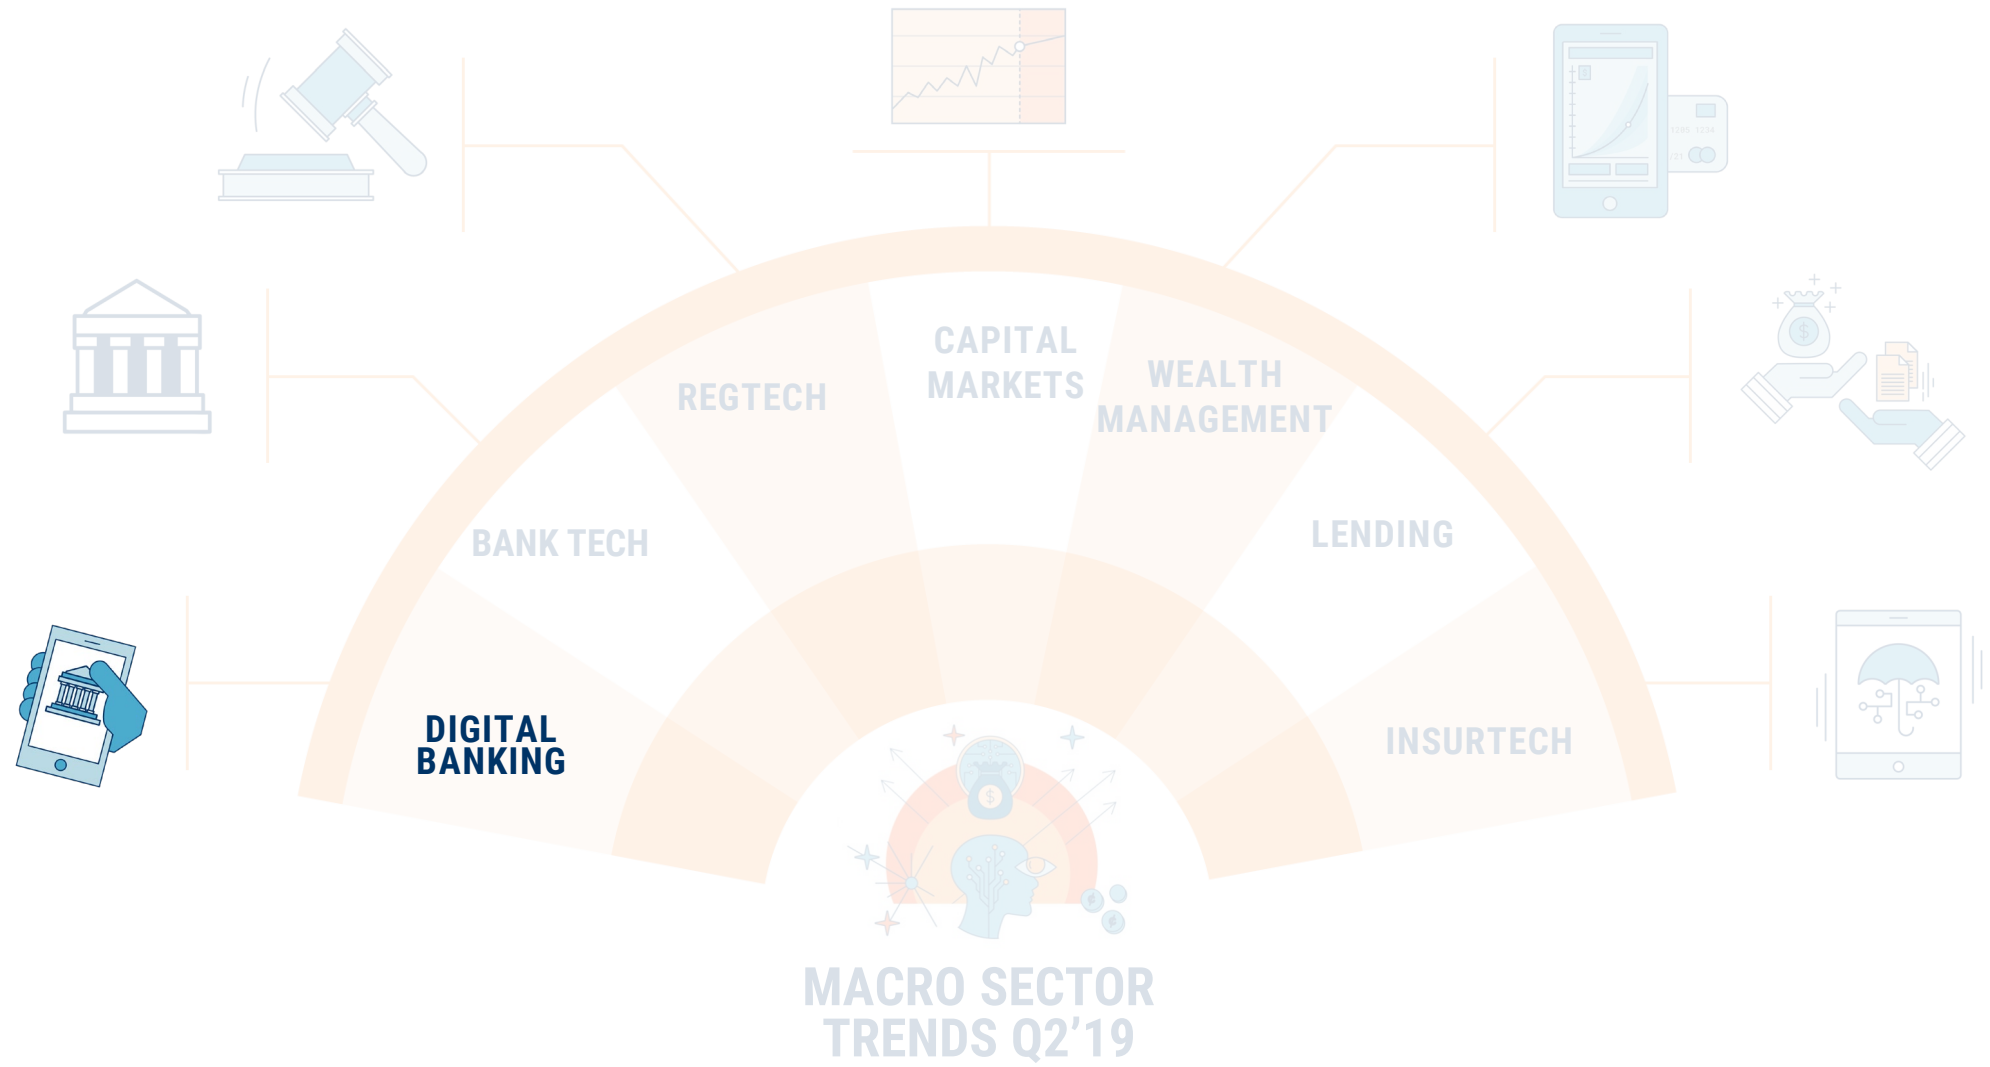 CAPITAL
MARKETS
WEALTH
MANAGEMENT
REGTECH
BANK TECH
LENDING
DIGITAL
BANKING
INSURTECH
MACRO SECTOR
TRENDS Q2’19